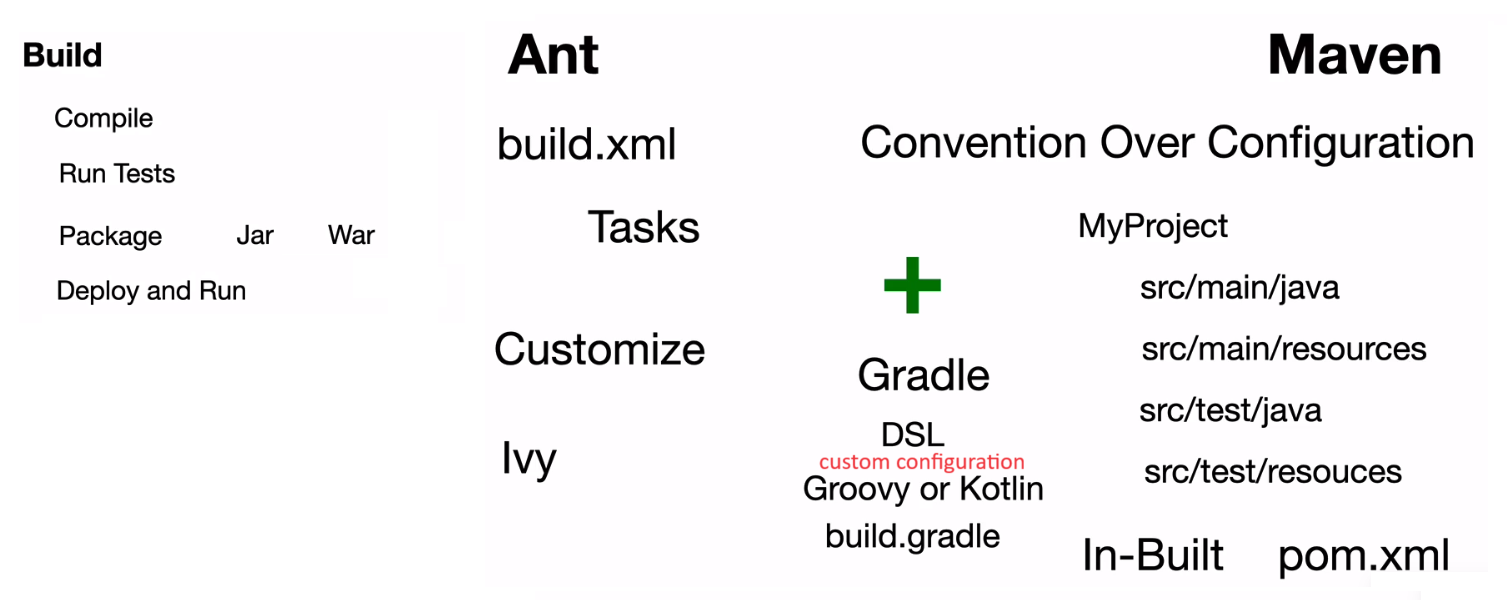 Build
Compile
Run Tests
Package Jar War
Deploy and Run
Ant
build.xml
Tasks
Customize
Ivy
+
Gradle
DSL
custom configuration
Groovy or Kotlin
build.gradle
Maven
Convention Over Configuration
MyProject
src/main/java
src/main/resources
src/test/java
src/test/resouces
In-Built pom.xml